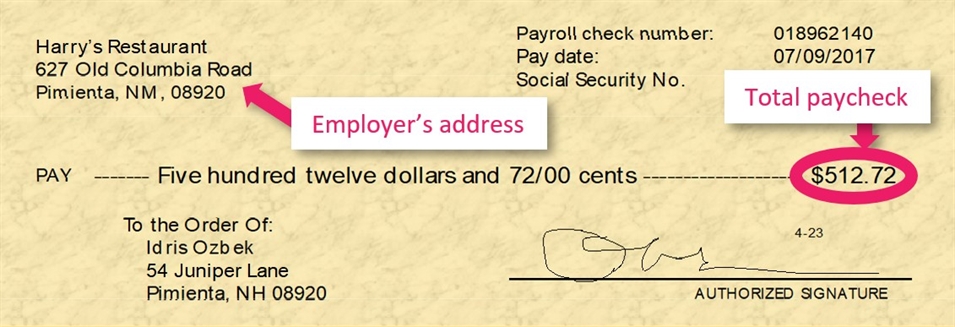 Harry's Restaurant
627 Old Columbia Road
Pimienta, NM, 08920
Payroll check number: 018962140
Pay date: 07/09/2017
Social Security No.
Employer's address
Total paycheck
PAY ------- Five hundred twelve dollars and 72/00 cents ------------------- $512.72
To the Order Of:
Idris Ozbek
54 Juniper Lane
Pimienta, NH 08920
4-23
AUTHORIZED SIGNATURE